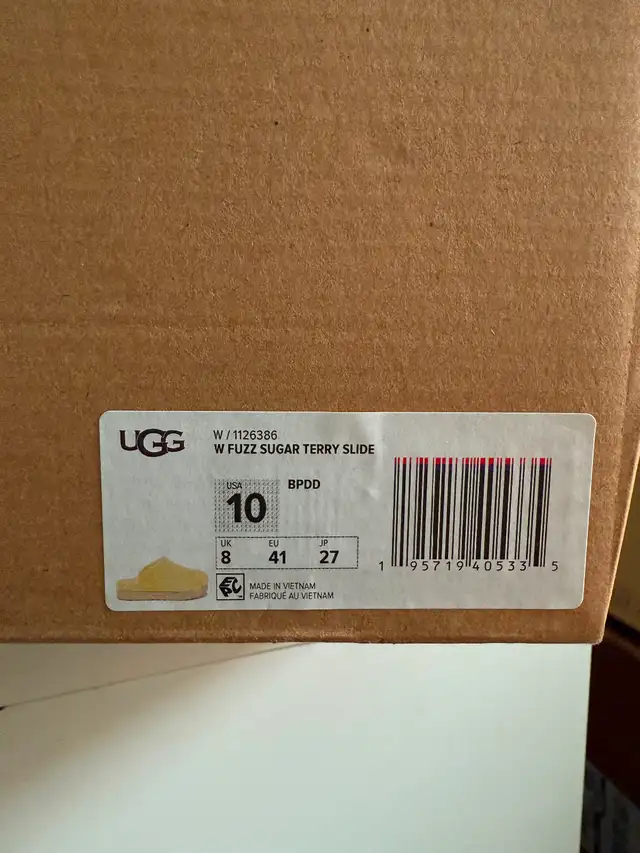 UGG
W / 1126386
W FUZZ SUGAR TERRY SLIDE
USA
10
BPDD
UK EU JP
8 41 27
MADE IN VIETNAM
FABRIQUÉ AU VIETNAM
1 95719 40533 5